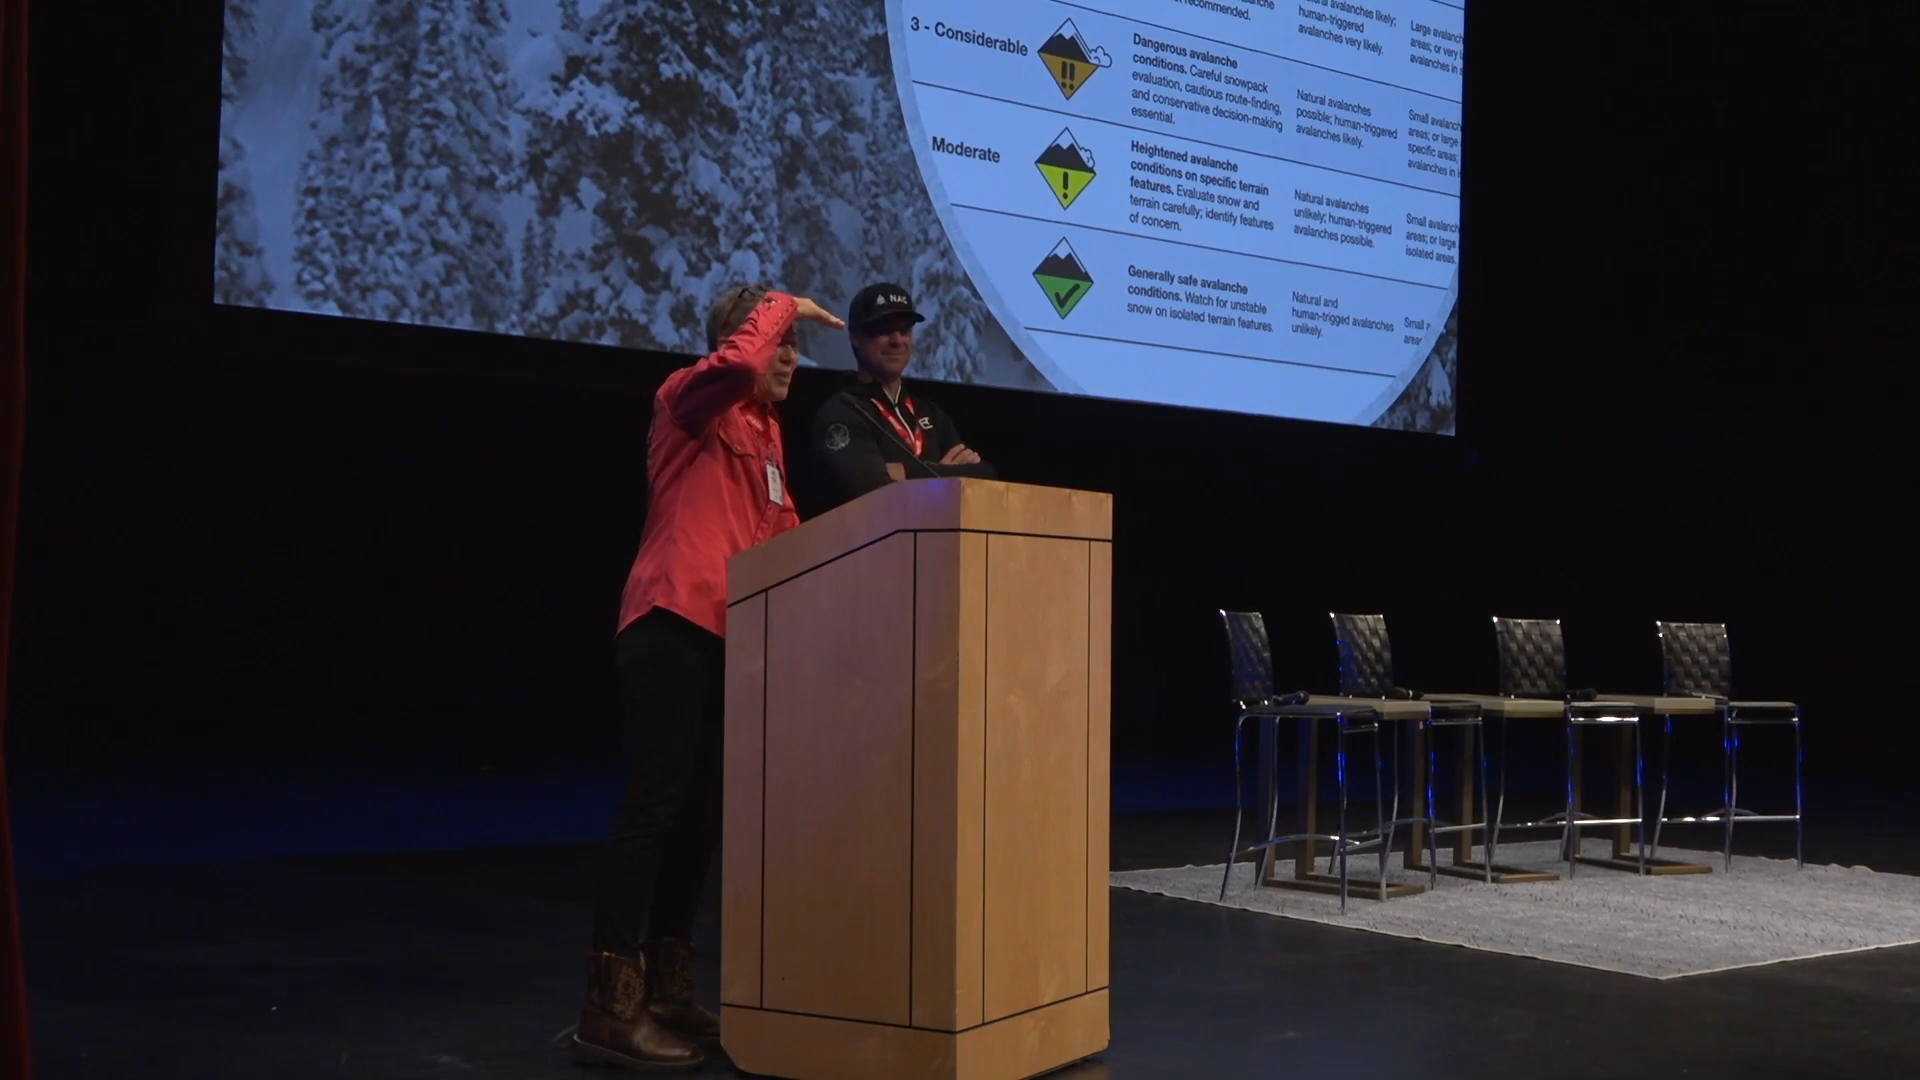 recommended.
avalanches likely;
human-triggered
avalanches very likely.
Large
areas; or very
avalanches in
3 - Considerable
!!
Dangerous avalanche
conditions. Careful snowpack
evaluation, cautious route-finding,
and conservative decision-making
essential.
Natural avalanches
possible; human-triggered
avalanches likely.
Small
areas; or large
specific areas;
avalanches in
Moderate
!
Heightened avalanche
conditions on specific terrain
features. Evaluate snow and
terrain carefully; identify features
of concern.
Natural avalanches
unlikely; human-triggered
avalanches possible.
Small
areas; or large
isolated areas.
Generally safe avalanche
conditions. Watch for unstable
snow on isolated terrain features.
Natural and
human-trigged avalanches
unlikely.
Small
NAC